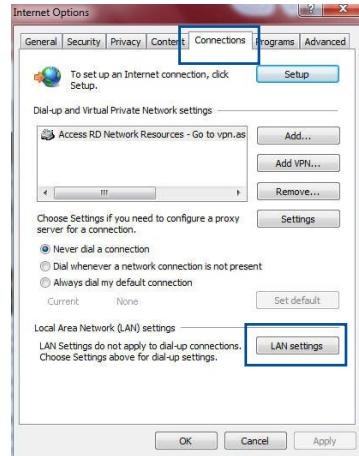 Internet Options
General Security Privacy Content Connections Programs Advanced
To set up an Internet connection, click
Setup.
Setup
Dial-up and Virtual Private Network settings
Access RD Network Resources - Go to vpn.as
Add...
Add VPN...
Remove...
Choose Settings if you need to configure a proxy
server for a connection.
Settings
Never dial a connection
Dial whenever a network connection is not present
Always dial my default connection
Current None
Set default
Local Area Network (LAN) settings
LAN Settings do not apply to dial-up connections.
Choose Settings above for dial-up settings.
LAN settings
OK Cancel Apply